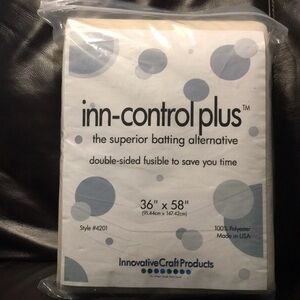 inn-control plus™
the superior batting alternative
double-sided fusible to save you time
36" x 58"
(91.44cm x 147.42cm)
Style #4201
100% Polyester
Made in USA
InnovativeCraftProducts